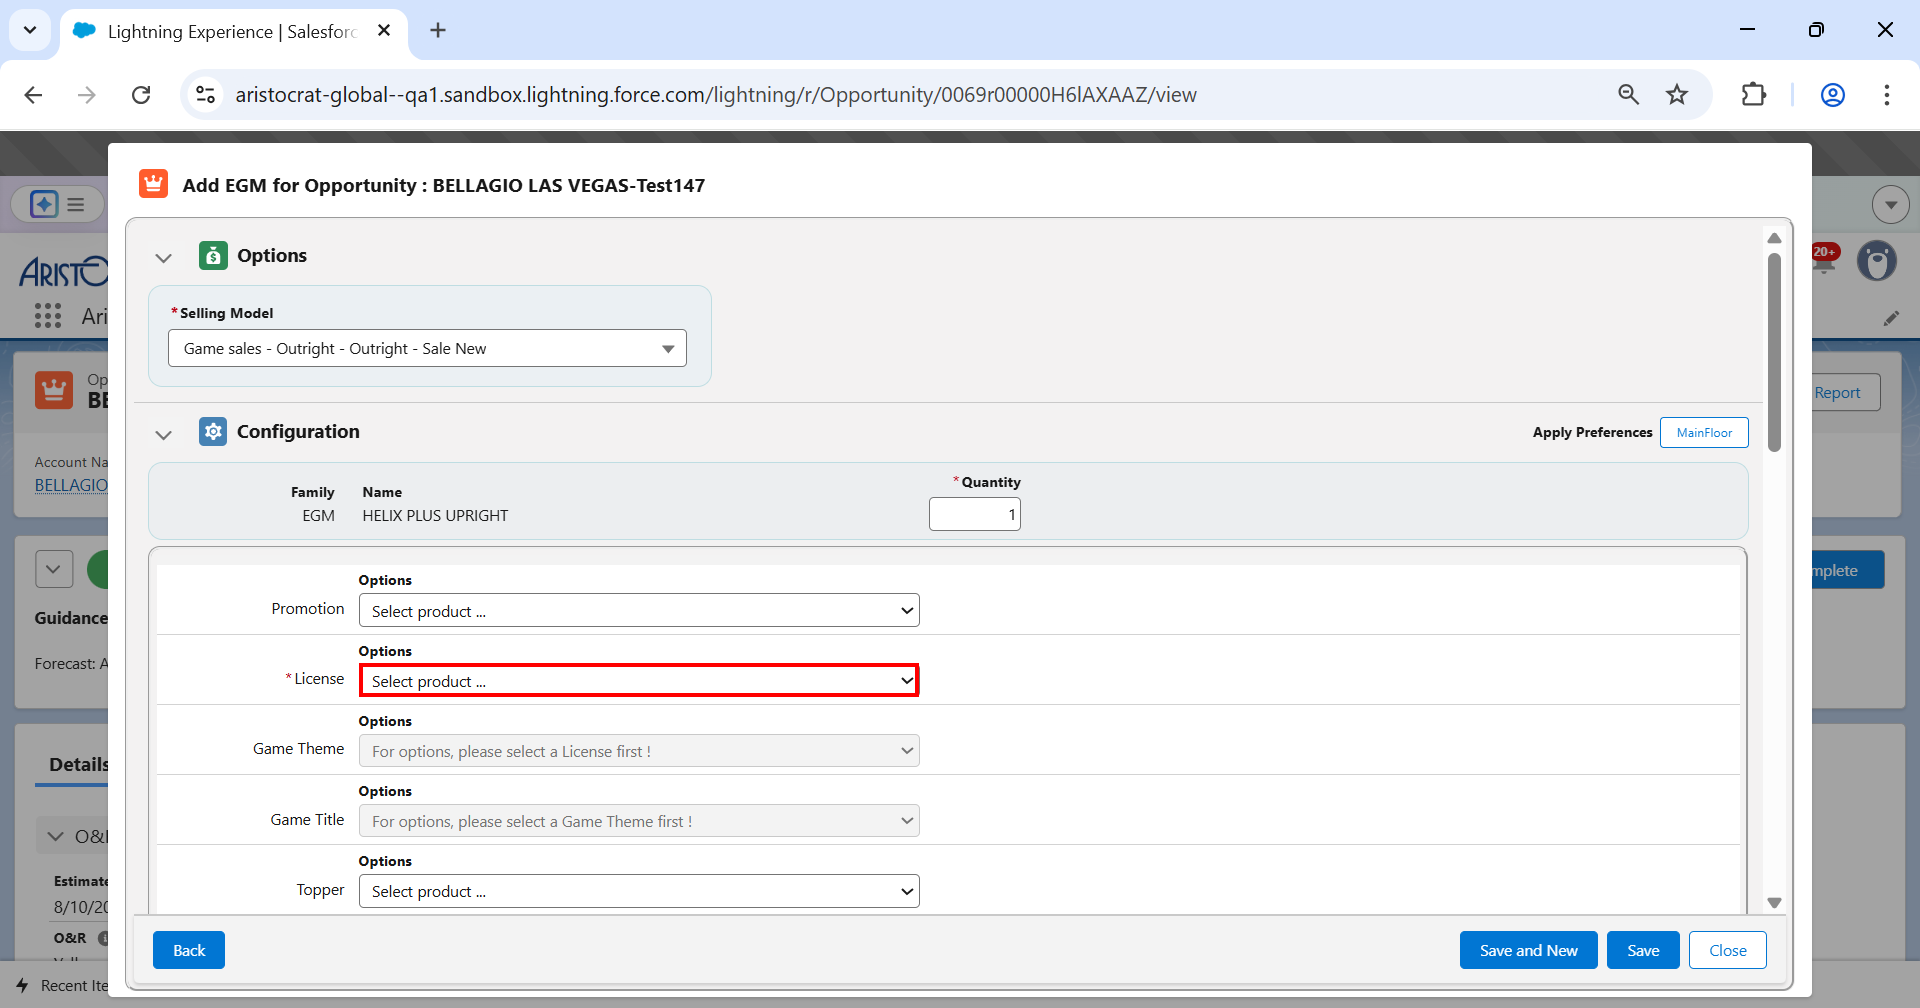 Lightning Experience | Salesforc
aristocrat-global--qa1.sandbox.lightning.force.com/lightning/r/Opportunity/0069r00000H6lAXAAZ/view
Add EGM for Opportunity : BELLAGIO LAS VEGAS-Test147
Options
*Selling Model
Game sales - Outright - Outright - Sale New
Configuration
Apply Preferences MainFloor
Family Name *Quantity
EGM HELIX PLUS UPRIGHT 1
Options
Promotion Select product ...
Options
*License Select product ...
Options
Game Theme For options, please select a License first !
Options
Game Title For options, please select a Game Theme first !
Options
Topper Select product ...
Back Save and New Save Close
ARISTO
Ari
20+
Op
BE
Report
Account Na
BELLAGIO
mplete
Guidance
Forecast: A
Details
O&
Estimate
8/10/20
O&R
Recent Ite